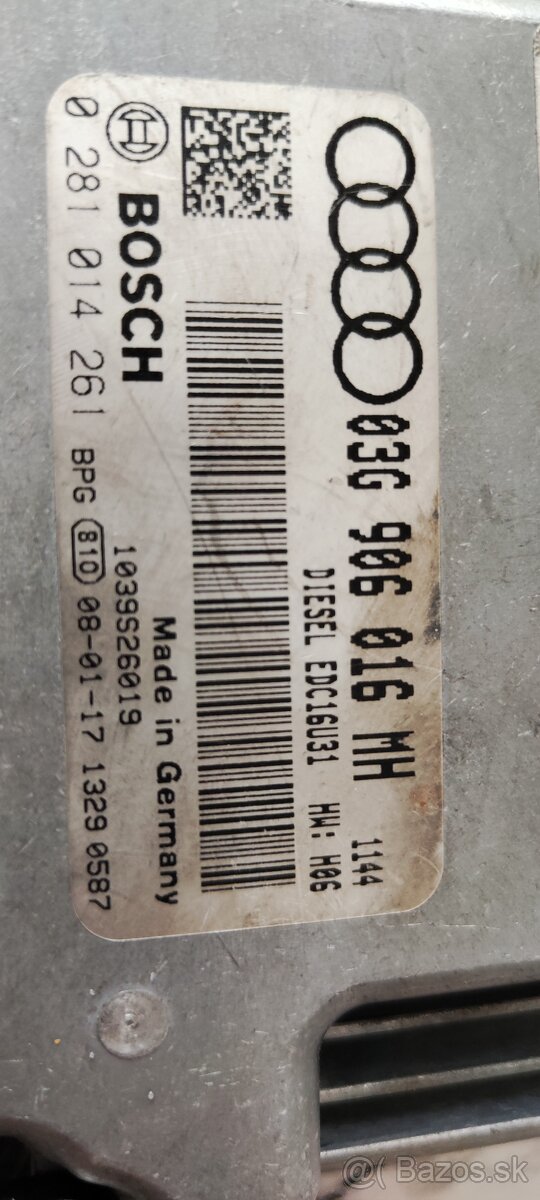 03G 906 016 MH
1144
DIESEL EDC16U31 HW: H06
BOSCH
Made in Germany
1039S26019
0 281 014 261 BPG 810 08-01-17 1329 0587
@( Bazos.sk